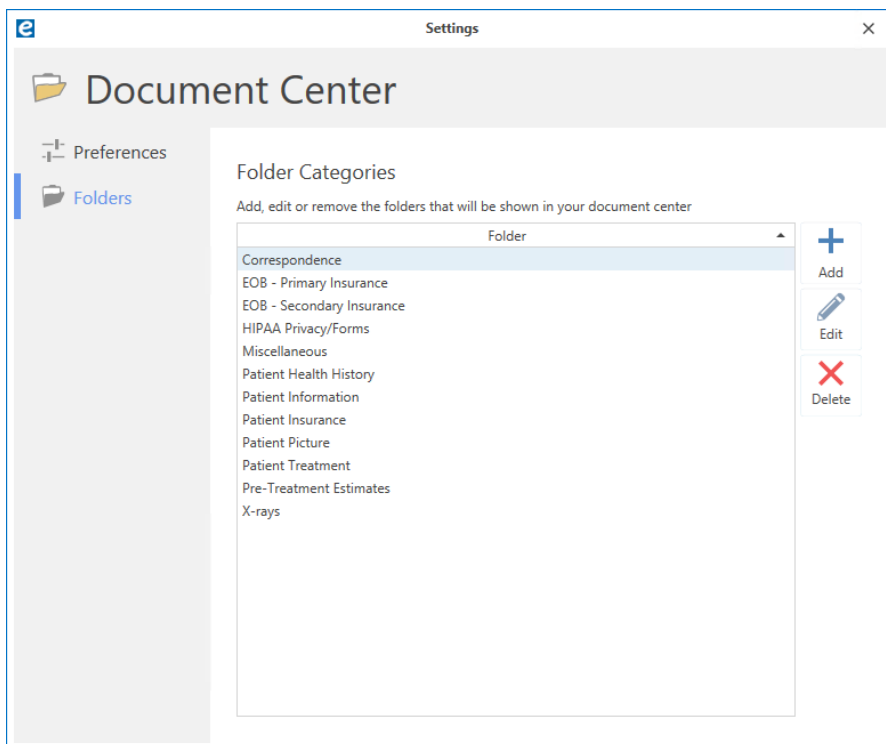 Settings
Document Center
Preferences
Folders
Folder Categories
Add, edit or remove the folders that will be shown in your document center
Folder
Correspondence
EOB - Primary Insurance
EOB - Secondary Insurance
HIPAA Privacy/Forms
Miscellaneous
Patient Health History
Patient Information
Patient Insurance
Patient Picture
Patient Treatment
Pre-Treatment Estimates
X-rays
Add
Edit
Delete